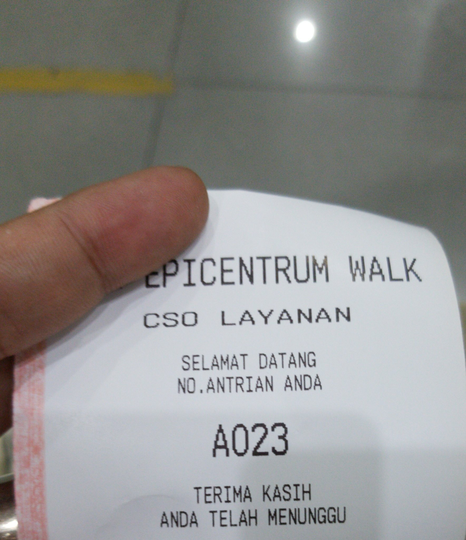 EPICENTRUM WALK
CSO LAYANAN
SELAMAT DATANG
NO.ANTRIAN ANDA
A023
TERIMA KASIH
ANDA TELAH MENUNGGU